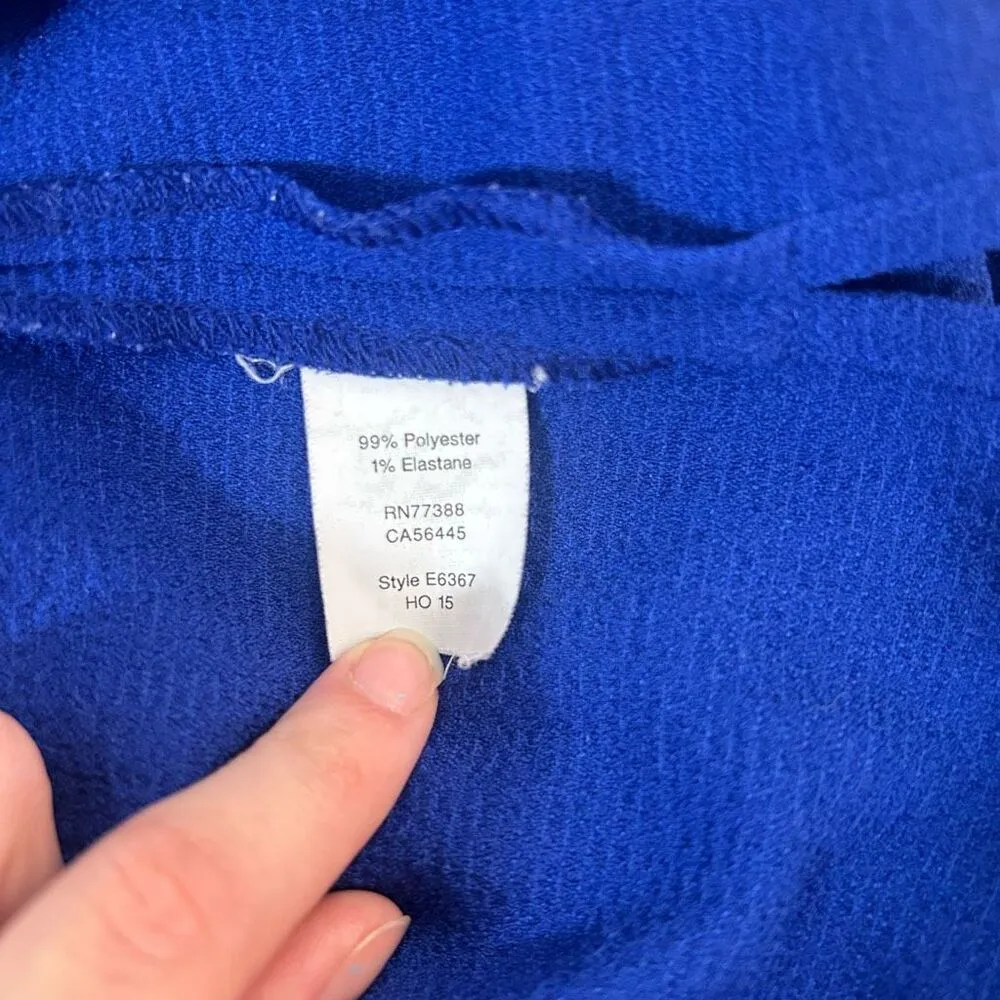 99% Polyester
1% Elastane
RN77388
CA56445
Style E6367
HO 15